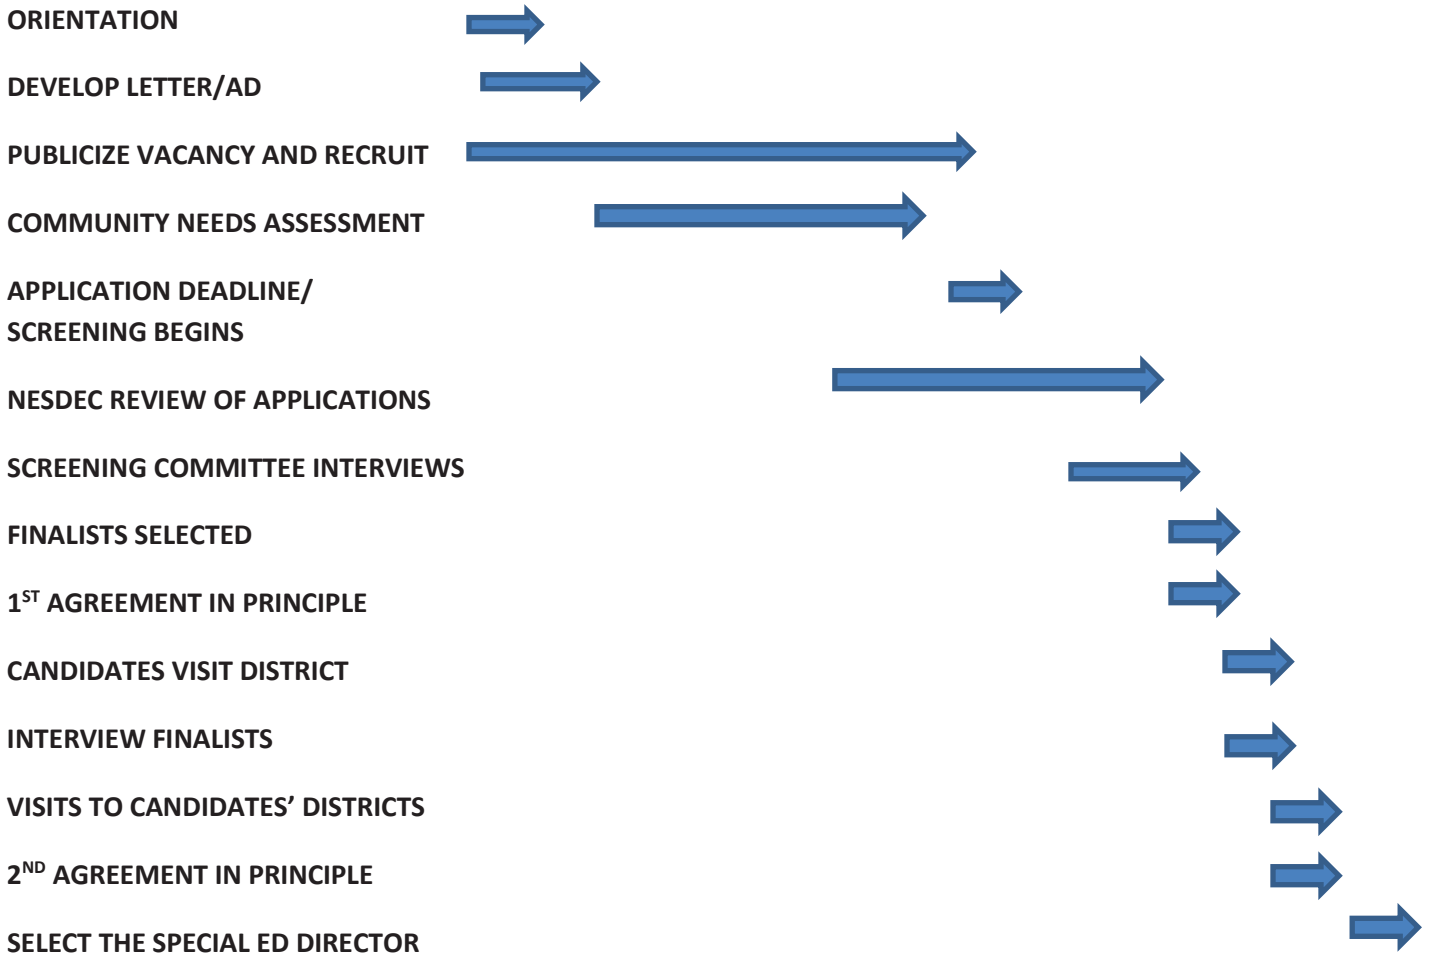 ORIENTATION
DEVELOP LETTER/AD
PUBLICIZE VACANCY AND RECRUIT
COMMUNITY NEEDS ASSESSMENT
APPLICATION DEADLINE/
SCREENING BEGINS
NESDEC REVIEW OF APPLICATIONS
SCREENING COMMITTEE INTERVIEWS
FINALISTS SELECTED
1ST AGREEMENT IN PRINCIPLE
CANDIDATES VISIT DISTRICT
INTERVIEW FINALISTS
VISITS TO CANDIDATES’ DISTRICTS
2ND AGREEMENT IN PRINCIPLE
SELECT THE SPECIAL ED DIRECTOR